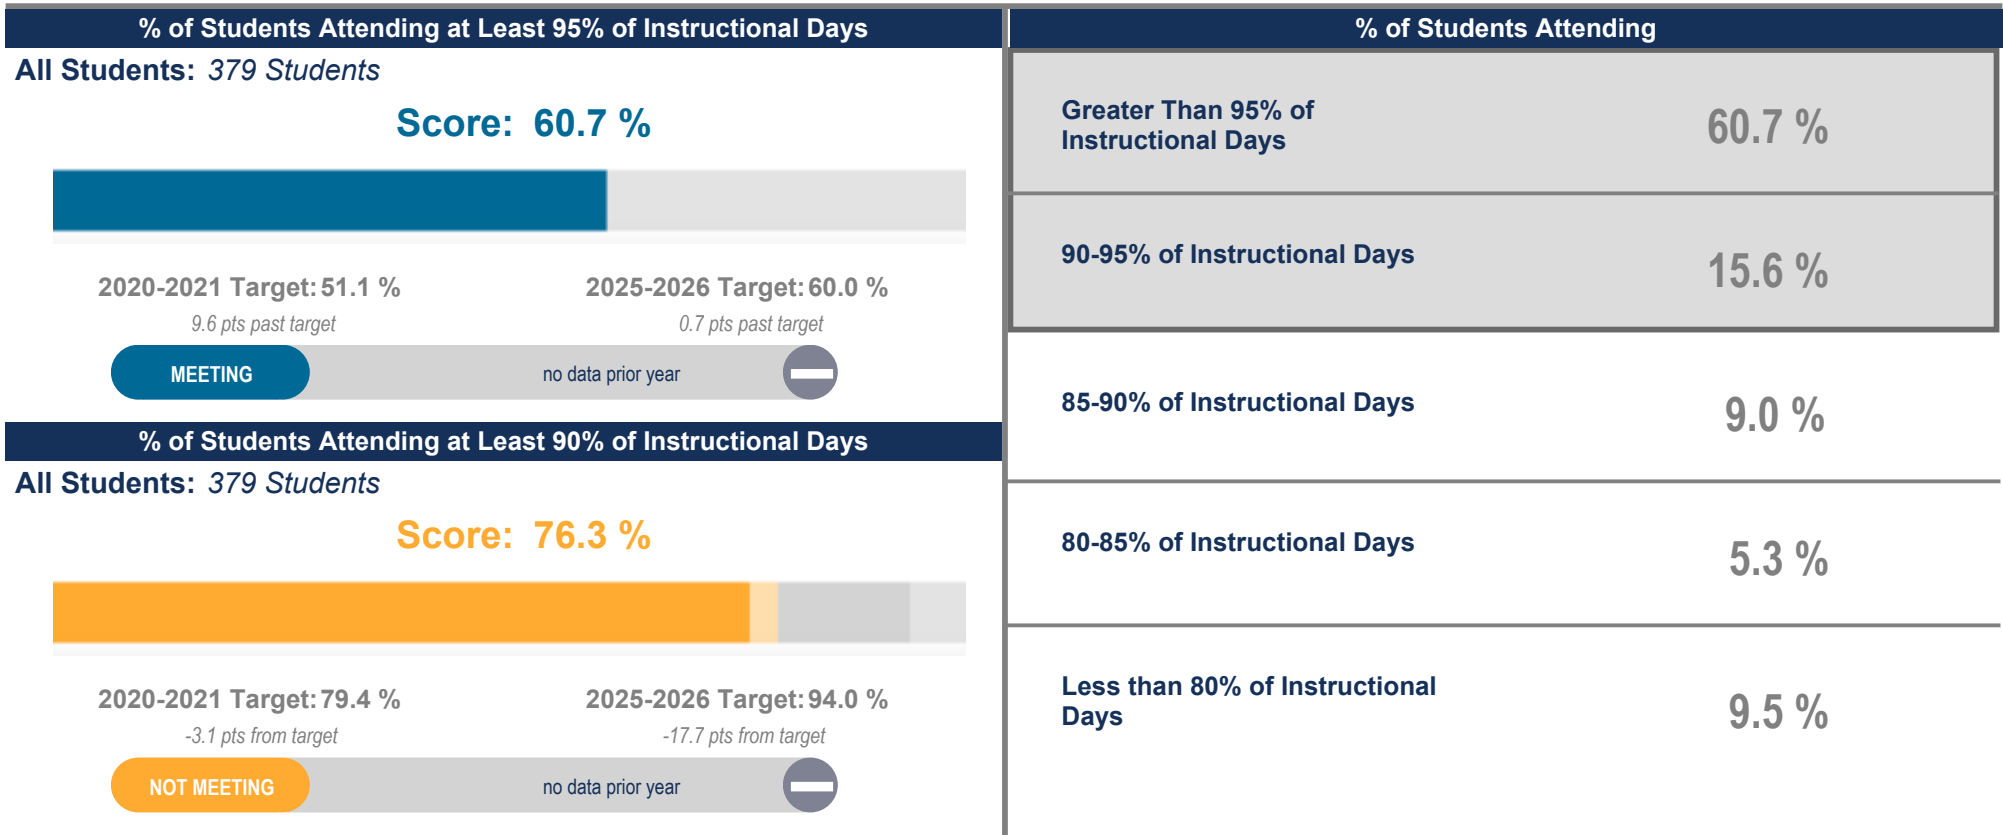 % of Students Attending at Least 95% of Instructional Days
All Students: 379 Students
Score: 60.7 %
2020-2021 Target: 51.1 %
9.6 pts past target
2025-2026 Target: 60.0 %
0.7 pts past target
MEETING
no data prior year
% of Students Attending at Least 90% of Instructional Days
All Students: 379 Students
Score: 76.3 %
2020-2021 Target: 79.4 %
-3.1 pts from target
2025-2026 Target: 94.0 %
-17.7 pts from target
NOT MEETING
no data prior year
% of Students Attending
Greater Than 95% of
Instructional Days
60.7 %
90-95% of Instructional Days
15.6 %
85-90% of Instructional Days
9.0 %
80-85% of Instructional Days
5.3 %
Less than 80% of Instructional
Days
9.5 %